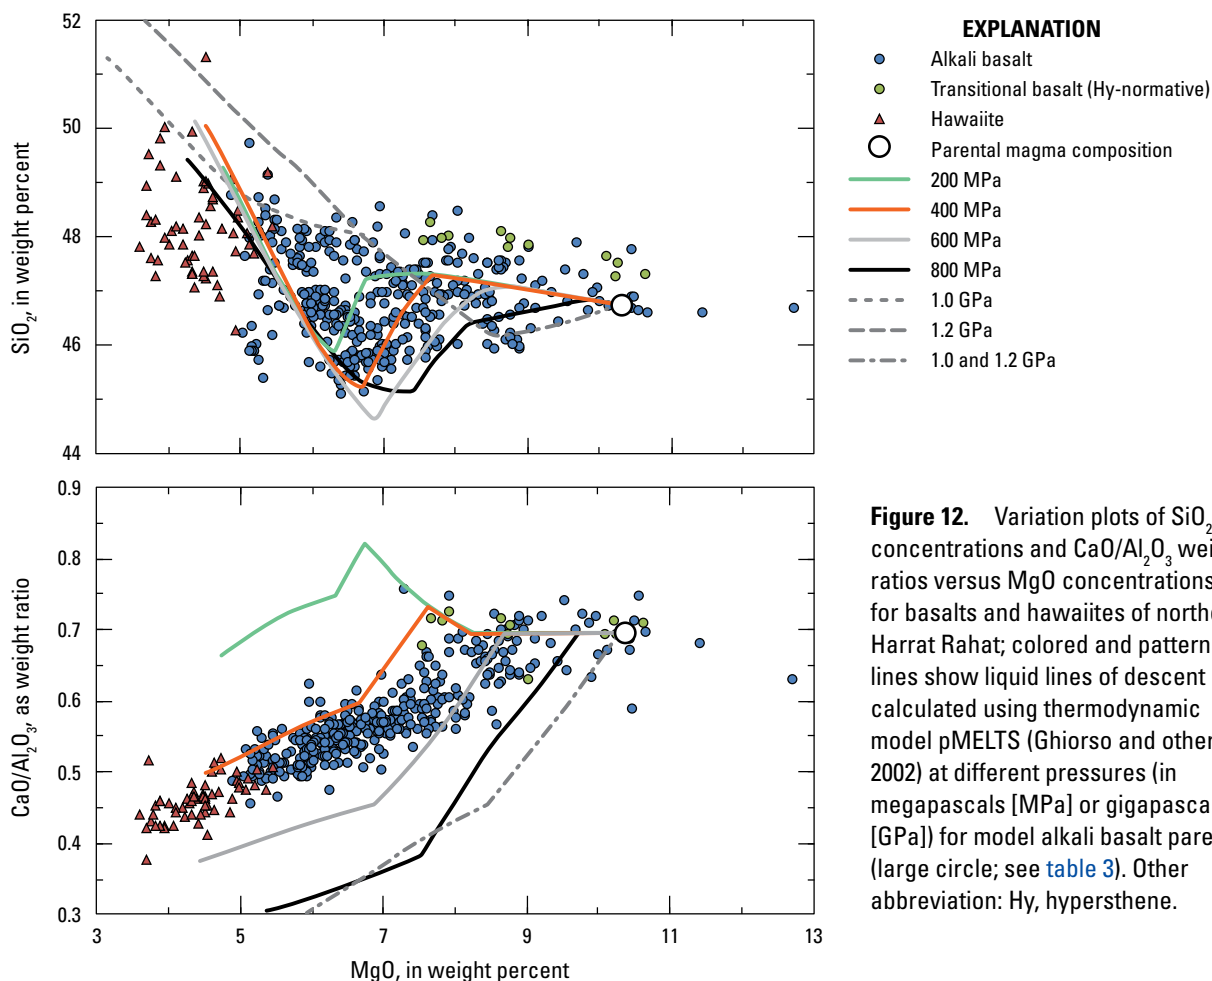 52
50
48
46
44
SiO2, in weight percent
EXPLANATION
Alkali basalt
Transitional basalt (Hy-normative)
Hawaiite
Parental magma composition
200 MPa
400 MPa
600 MPa
800 MPa
1.0 GPa
1.2 GPa
1.0 and 1.2 GPa
0.9
0.8
0.7
0.6
0.5
0.4
0.3
CaO/Al2O3, as weight ratio
3 5 7 9 11 13
MgO, in weight percent
Figure 12. Variation plots of SiO2
concentrations and CaO/Al2O3
ratios versus MgO concentrations
for basalts and hawaiites of
Harrat Rahat; colored and
lines show liquid lines of descent
calculated using thermodynamic
model pMELTS (Ghiorso and
2002) at different pressures (in
megapascals [MPa] or
[GPa]) for model alkali basalt
(large circle; see table 3). Other
abbreviation: Hy, hypersthene.